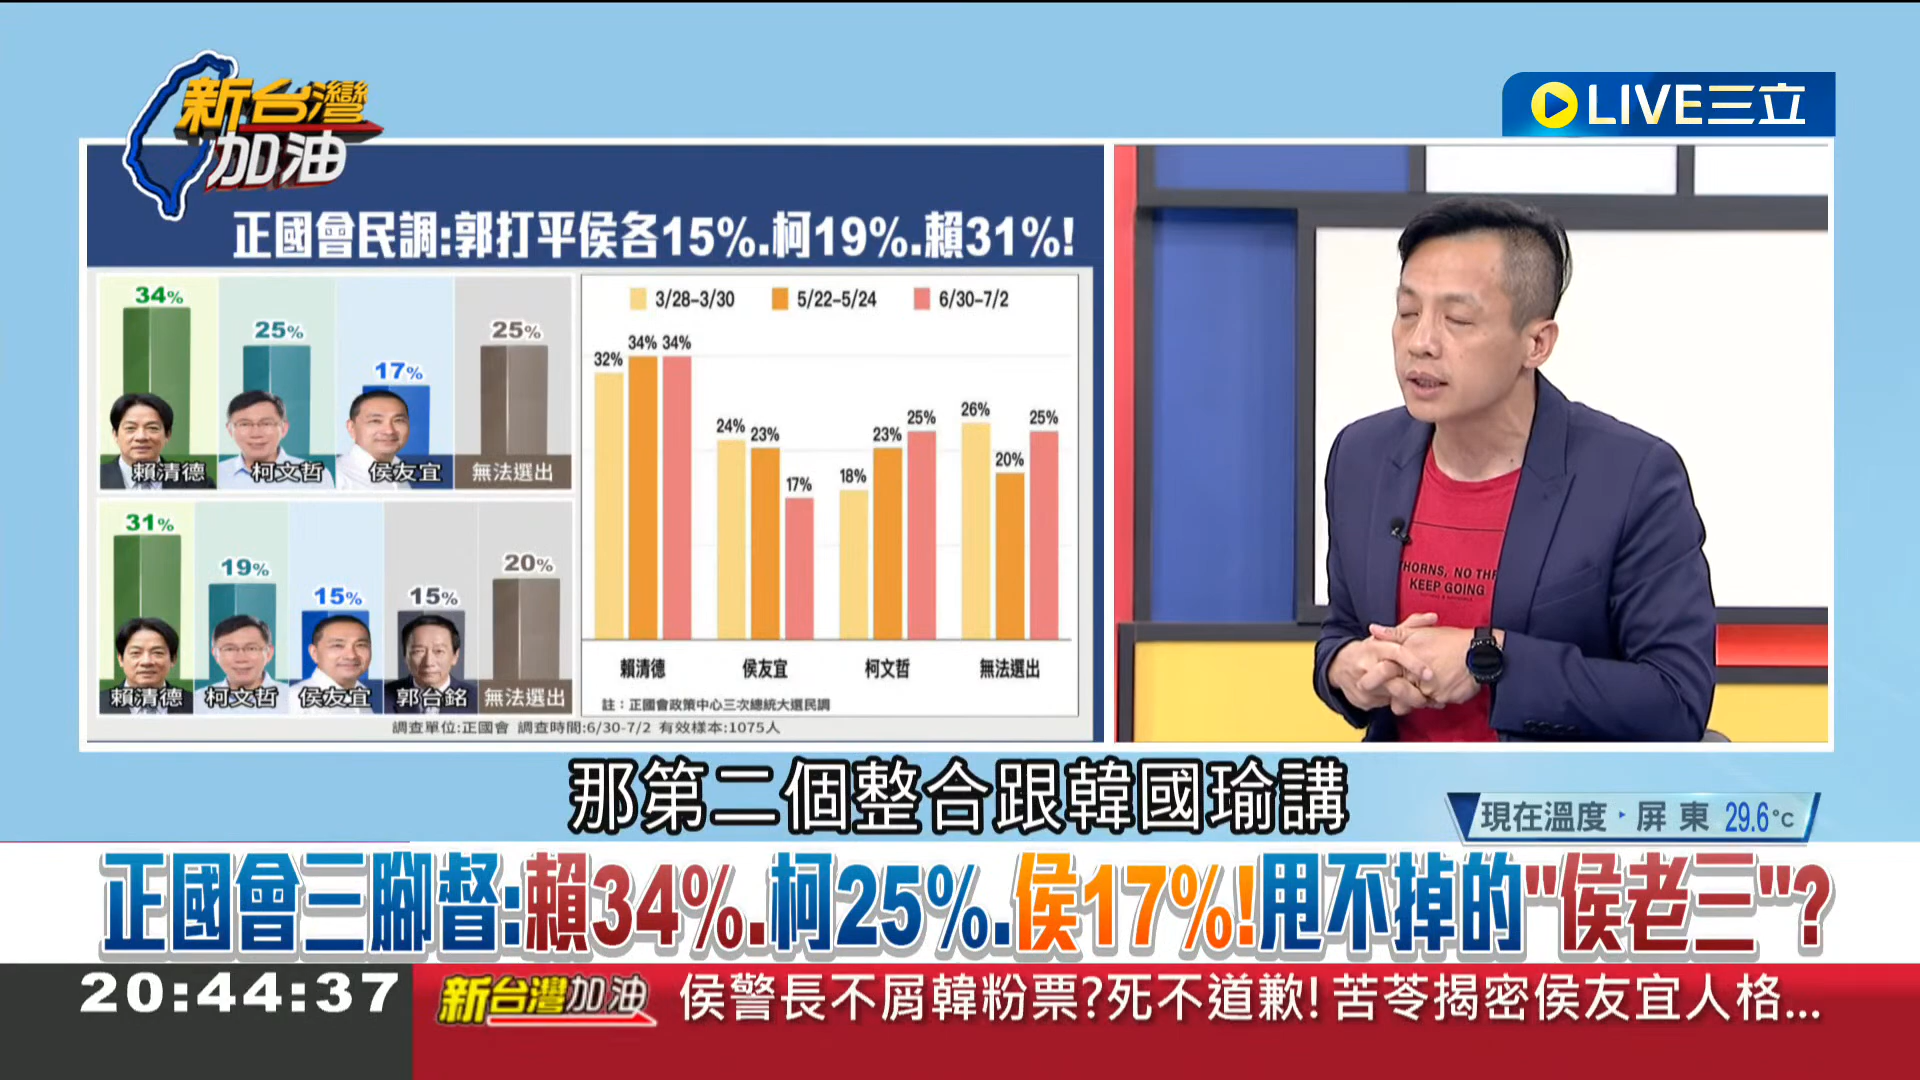 新台灣
加油
LIVE三立
正國會民調:郭打平侯各15%.柯19%.賴31%!
34%
25%
17%
25%
賴清德
柯文哲
侯友宜
無法選出
31%
19%
15%
15%
20%
賴清德
柯文哲
侯友宜
郭台銘
無法選出
3/28-3/30
5/22-5/24
6/30-7/2
32%
34%
34%
24%
23%
17%
18%
23%
25%
26%
20%
25%
賴清德
侯友宜
柯文哲
無法選出
註：正國會政策中心三次總統大選民調
調查單位:正國會 調查時間:6/30-7/2 有效樣本:1075人
KEEP GOING
那第二個整合跟韓國瑜講
現在溫度·屏東 29.6°C
正國會三腳督:賴34%.柯25%.侯17%!甩不掉的"侯老三"?
20:44:37
新台灣加油
侯警長不屑韓粉票?死不道歉!苦苓揭密侯友宜人格...